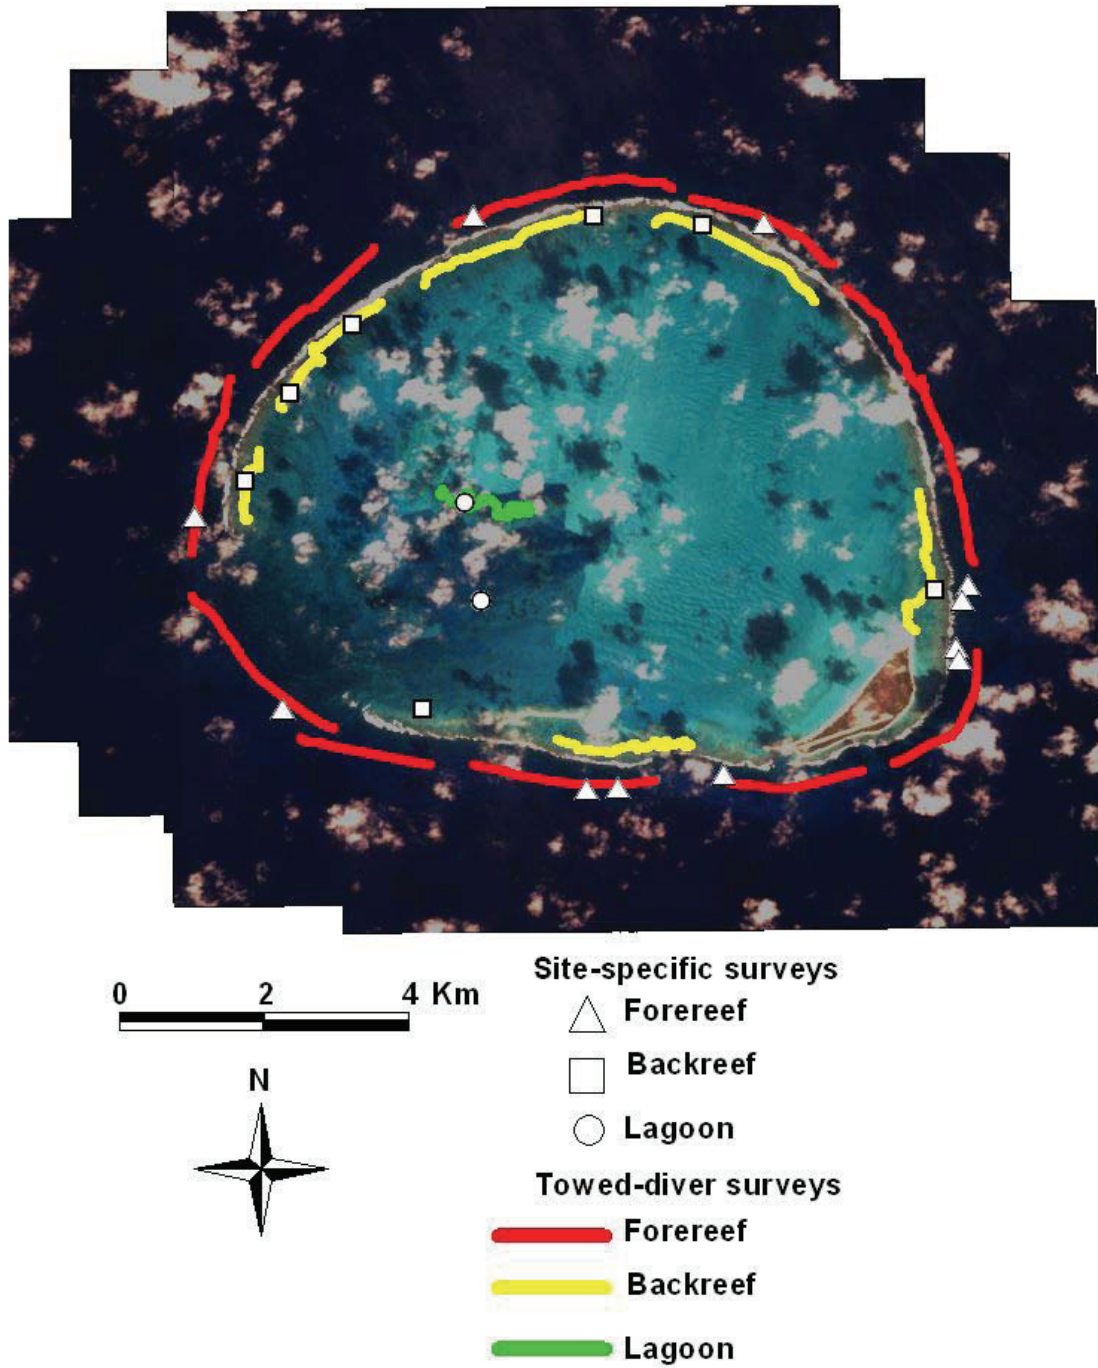 Site-specific surveys
0 2 4 Km
Forereef
Backreef
N
Lagoon
Towed-diver surveys
Forereef
Backreef
Lagoon